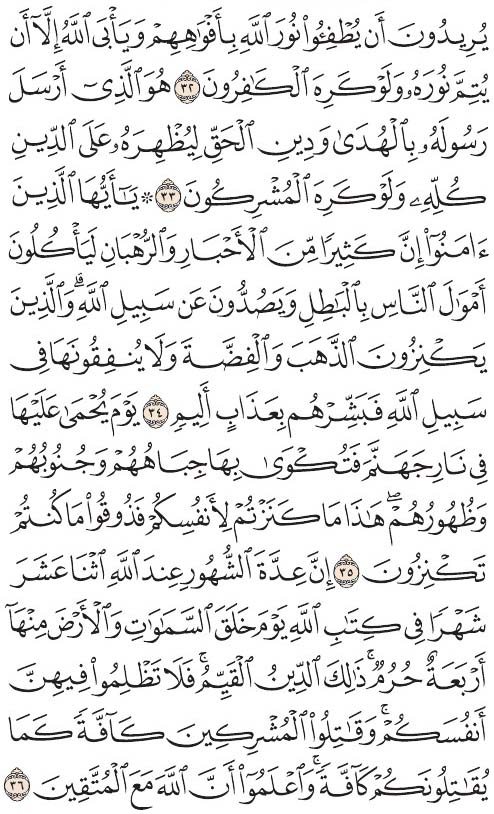 يُرِيدُونَ أَن يُطْفِـُٔوا۟ نُورَ ٱللَّهِ بِأَفْوَٰهِهِمْ وَيَأْبَى ٱللَّهُ إِلَّآ أَن
يُتِمَّ نُورَهُۥ وَلَوْ كَرِهَ ٱلْكَٰفِرُونَ ٣٢ هُوَ ٱلَّذِىٓ أَرْسَلَ
رَسُولَهُۥ بِٱلْهُدَىٰ وَدِينِ ٱلْحَقِّ لِيُظْهِرَهُۥ عَلَى ٱلدِّينِ
كُلِّهِۦ وَلَوْ كَرِهَ ٱلْمُشْرِكُونَ ٣٣ ۞ يَٰٓأَيُّهَا ٱلَّذِينَ
ءَامَنُوٓا۟ إِنَّ كَثِيرًا مِّنَ ٱلْأَحْبَارِ وَٱلرُّهْبَانِ لَيَأْكُلُونَ
أَمْوَٰلَ ٱلنَّاسِ بِٱلْبَٰطِلِ وَيَصُدُّونَ عَن سَبِيلِ ٱللَّهِ ۗ وَٱلَّذِينَ
يَكْنِزُونَ ٱلذَّهَبَ وَٱلْفِضَّةَ وَلَا يُنفِقُونَهَا فِى
سَبِيلِ ٱللَّهِ فَبَشِّرْهُم بِعَذَابٍ أَلِيمٍ ٣٤ يَوْمَ يُحْمَىٰ عَلَيْهَا
فِى نَارِ جَهَنَّمَ فَتُكْوَىٰ بِهَا جِبَاهُهُمْ وَجُنُوبُهُمْ
وَظُهُورُهُمْ ۖ هَٰذَا مَا كَنَزْتُمْ لِأَنفُسِكُمْ فَذُوقُوا۟ مَا كُنتُمْ
تَكْنِزُونَ ٣٥ إِنَّ عِدَّةَ ٱلشُّهُورِ عِندَ ٱللَّهِ ٱثْنَا عَشَرَ
شَهْرًا فِى كِتَٰبِ ٱللَّهِ يَوْمَ خَلَقَ ٱلسَّمَٰوَٰتِ وَٱلْأَرْضَ مِنْهَآ
أَرْبَعَةٌ حُرُمٌ ۚ ذَٰلِكَ ٱلدِّينُ ٱلْقَيِّمُ ۚ فَلَا تَظْلِمُوا۟ فِيهِنَّ
أَنفُسَكُمْ ۚ وَقَٰتِلُوا۟ ٱلْمُشْرِكِينَ كَآفَّةً كَمَا
يُقَٰتِلُونَكُمْ كَآفَّةً ۚ وَٱعْلَمُوٓا۟ أَنَّ ٱللَّهَ مَعَ ٱلْمُتَّقِينَ ٣٦